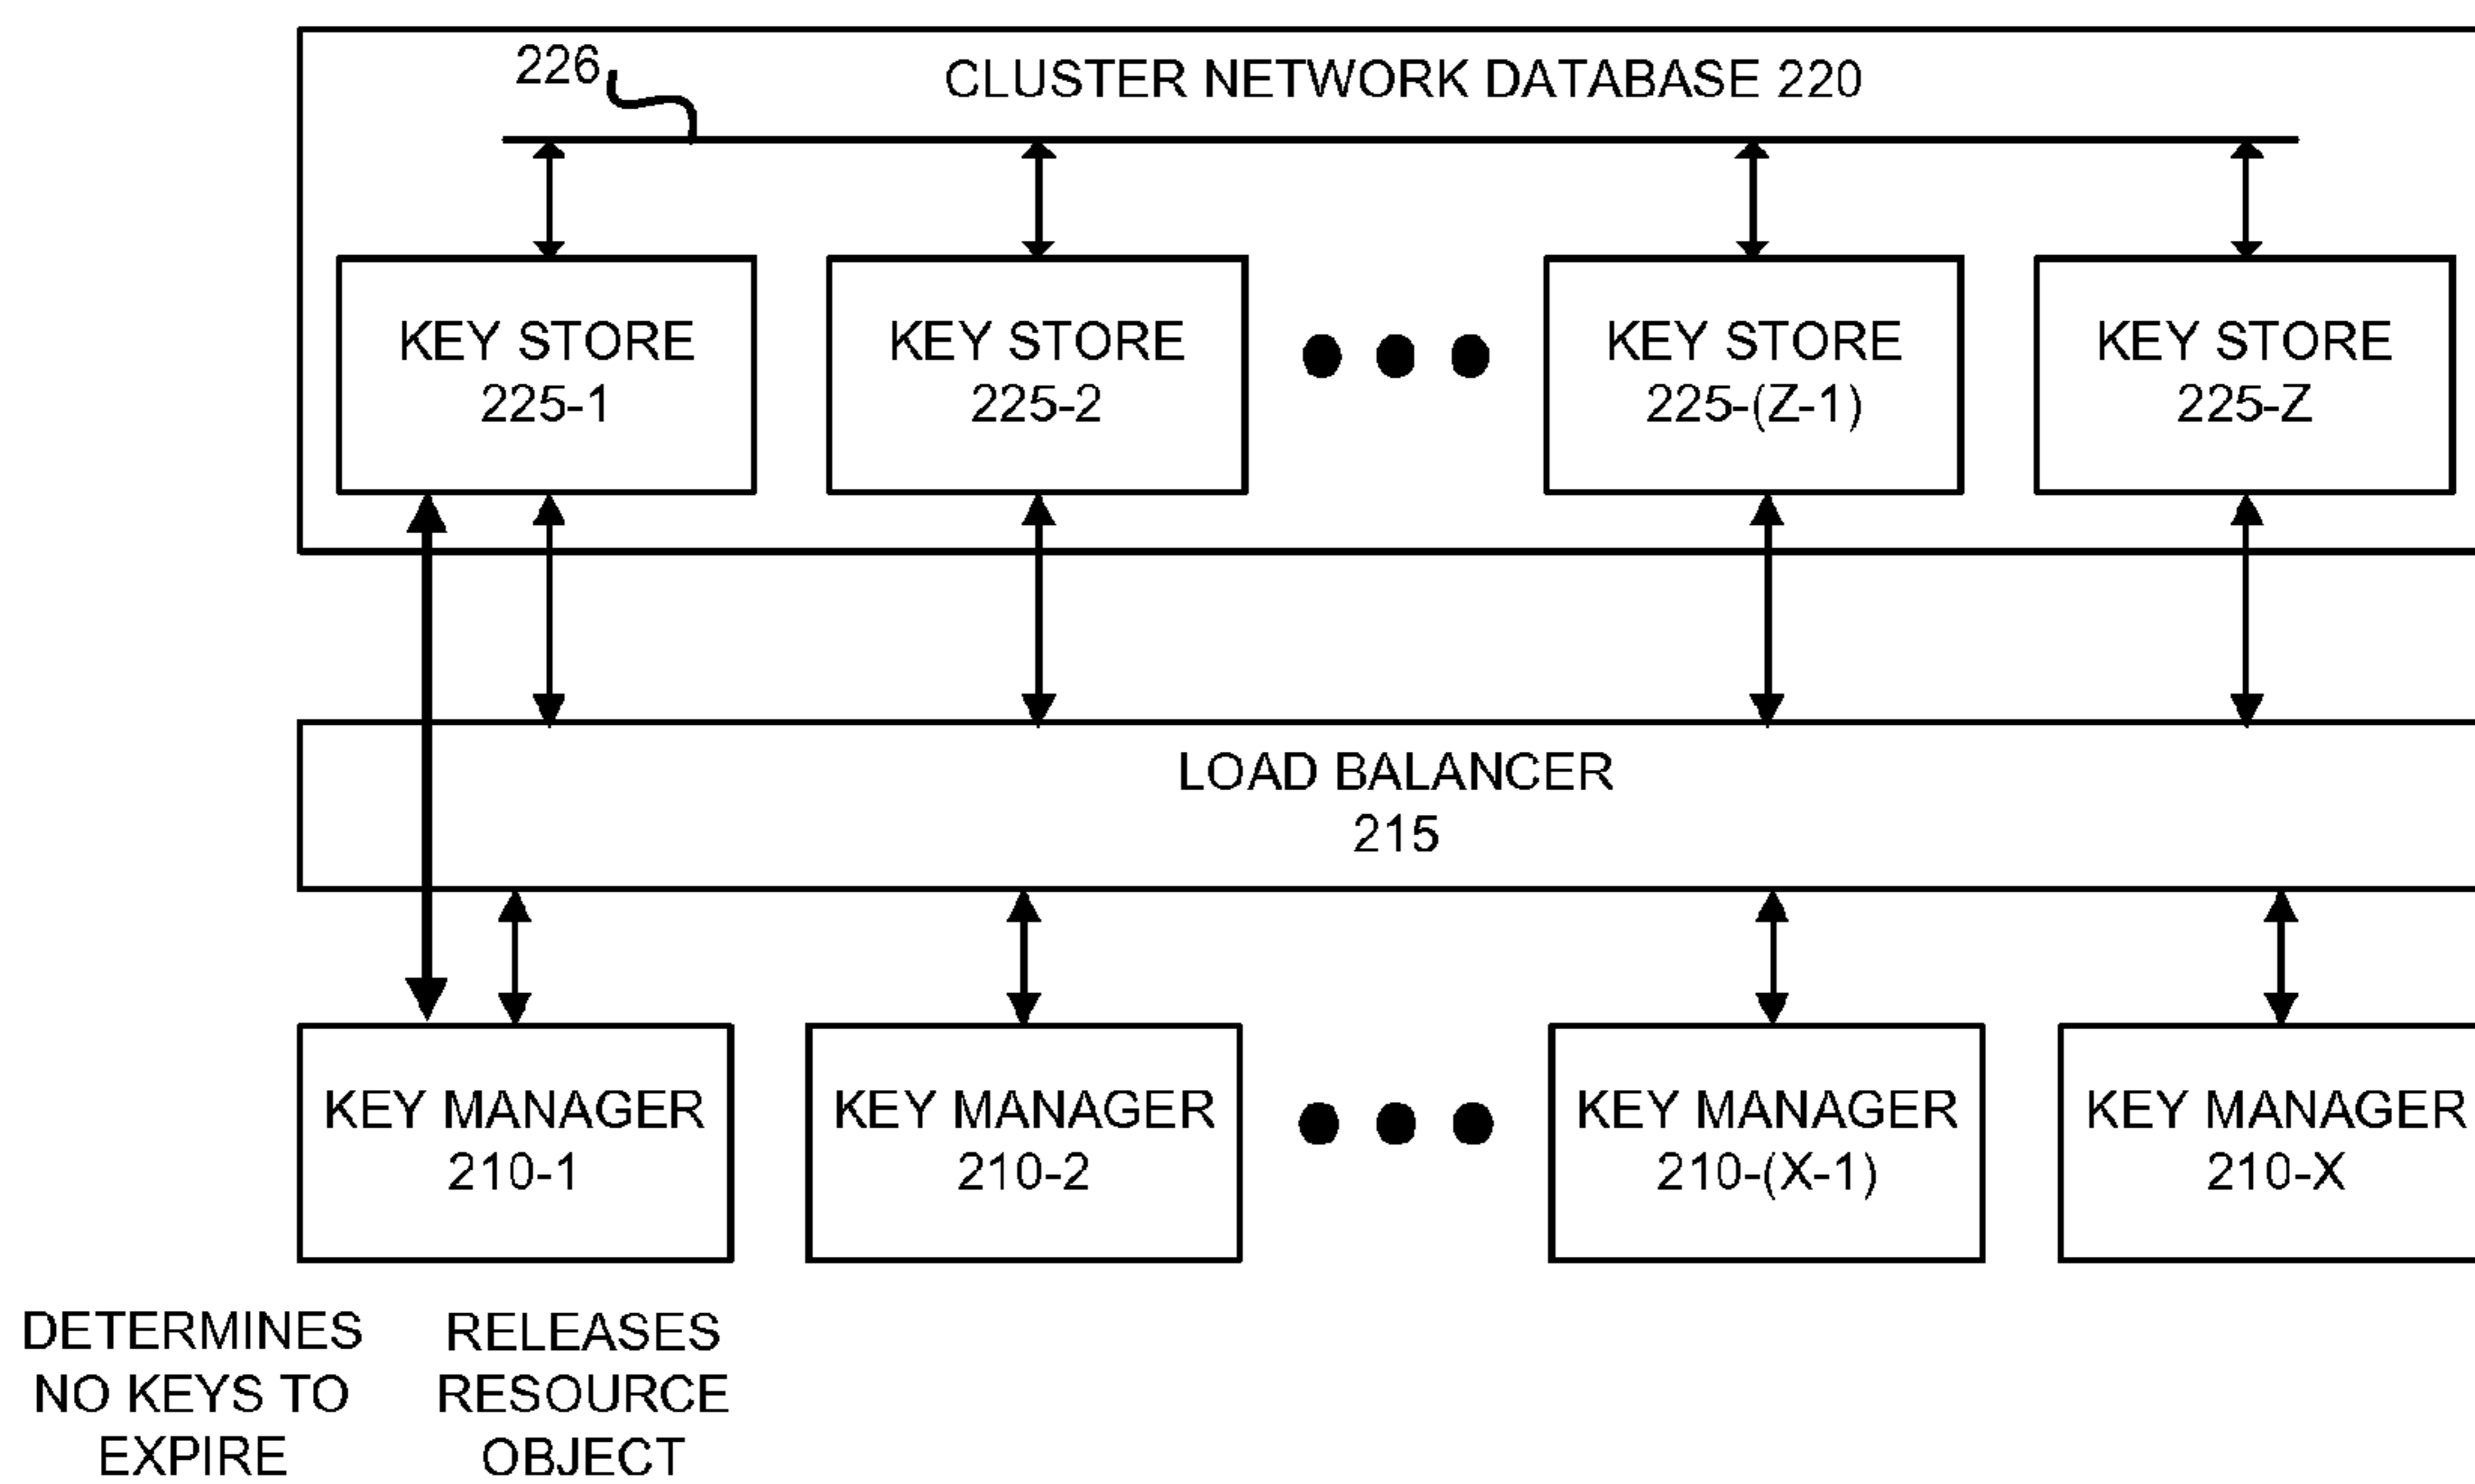 226
CLUSTER NETWORK DATABASE 220
KEY STORE
225-1
KEY STORE
225-2
KEY STORE
225-(Z-1)
KEY STORE
225-Z
LOAD BALANCER
215
KEY MANAGER
210-1
KEY MANAGER
210-2
KEY MANAGER
210-(X-1)
KEY MANAGER
210-X
DETERMINES
NO KEYS TO
EXPIRE
RELEASES
RESOURCE
OBJECT